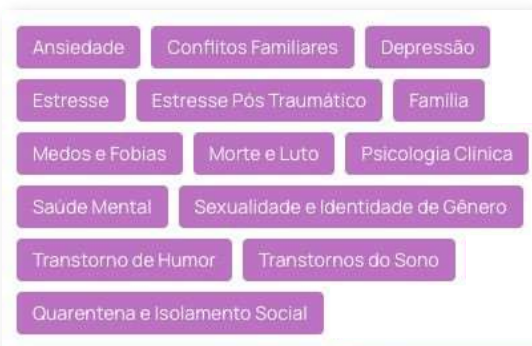 Ansiedade Conflitos Familiares Depressão
Estresse Estresse Pós Traumático Família
Medos e Fobias Morte e Luto Psicologia Clínica
Saúde Mental Sexualidade e Identidade de Gênero
Transtorno de Humor Transtornos do Sono
Quarentena e Isolamento Social